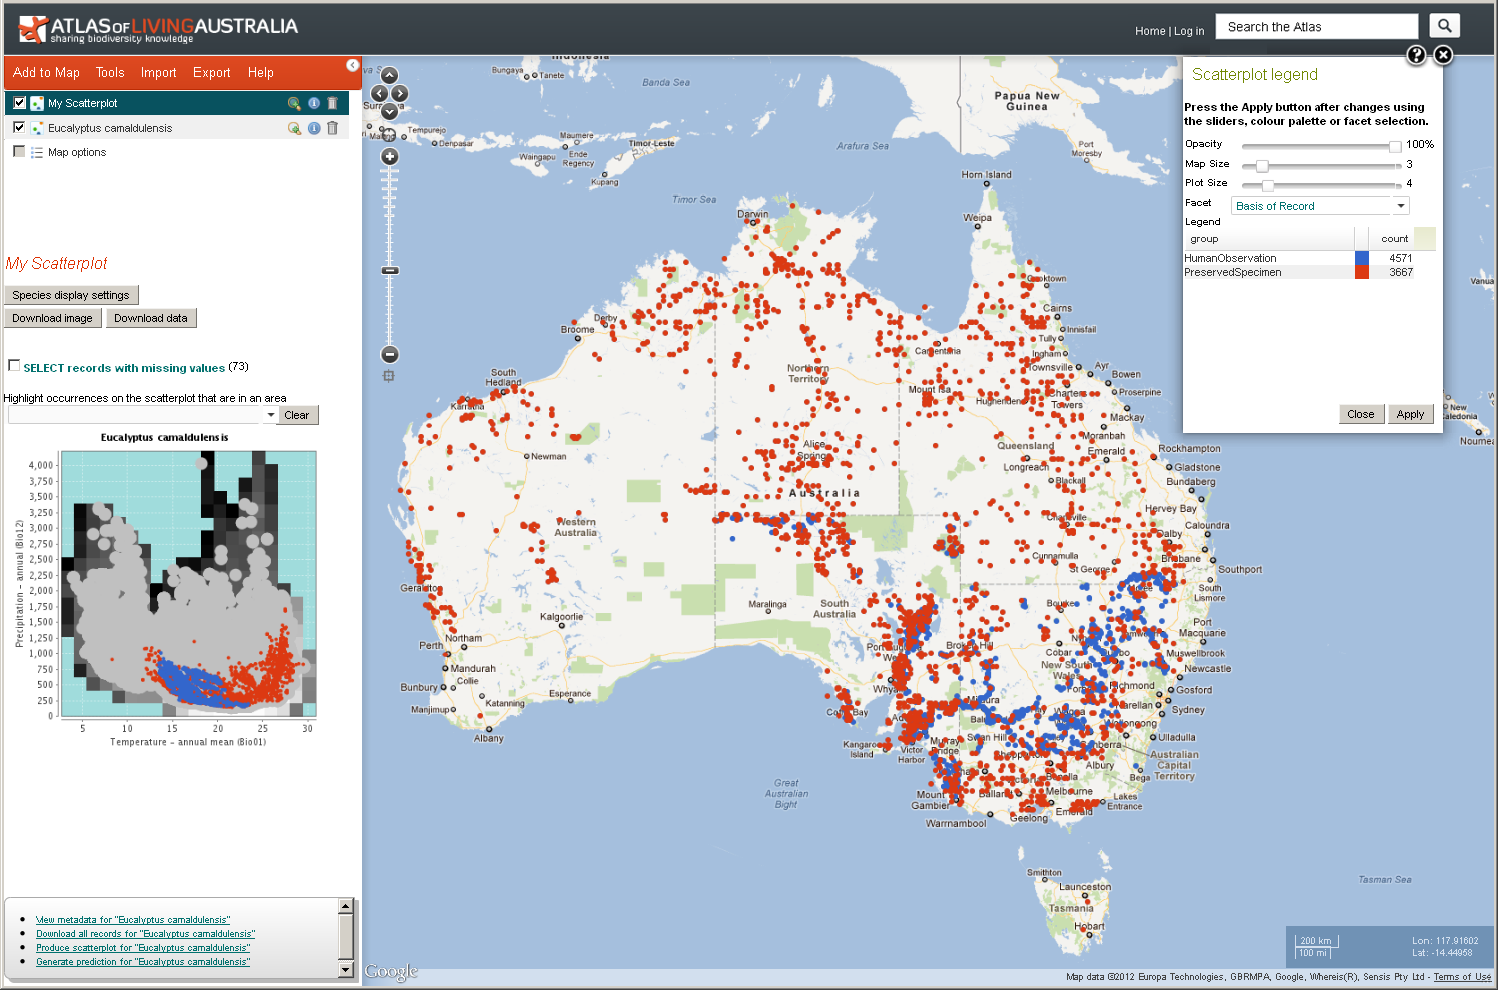 ATLAS OF LIVING AUSTRALIA
sharing biodiversity knowledge
Home | Log in
Search the Atlas
Add to Map Tools Import Export Help
My Scatterplot
Eucalyptus camaldulensis
Map options
My Scatterplot
Species display settings
Download image Download data
SELECT records with missing values (73)
Highlight occurrences on the scatterplot that are in an area
Clear
Eucalyptus camaldulensis
Precipitation - annual (Bio12)
4,000
3,750
3,500
3,250
3,000
2,750
2,500
2,250
2,000
1,750
1,500
1,250
1,000
750
500
250
0
5 10 15 20 25 30
Temperature - annual mean (Bio01)
View metadata for "Eucalyptus camaldulensis"
Download all records for "Eucalyptus camaldulensis"
Produce scatterplot for "Eucalyptus camaldulensis"
Generate prediction for "Eucalyptus camaldulensis"
Scatterplot legend
Press the Apply button after changes using
the sliders, colour palette or facet selection.
Opacity 100%
Map Size 3
Plot Size 4
Facet Basis of Record
Legend
group count
HumanObservation 4571
PreservedSpecimen 3667
Close Apply
Indonesia
Bungaya
Tanete
Banda Sea
Papua New
Guinea
Tempurejo
Denpasar
Maumere
Ende
Regency
Waingapu
Kupang
Timor-Leste
Arafura Sea
Port
Moresby
Timor Sea
Horn Island
Darwin
Weipa
Cooktown
Cairns
Innisfail
Tully
Ingham
Townsville
Ayr
Bowen
Proserpine
Charters
Towers
Mackay
Moranbah
Emerald
Rockhampton
Gladstone
Bundaberg
Hervey Bay
Caloundra
Dalby
Brisbane
Southport
South
Lismore
Derby
Broome
South
Hedland
Karratha
Newman
Northern
Territory
Carpentaria
Mount Isa
Hughenden
Queensland
Longreach
Blackall
Charleville
Cunnamulla
St George
Alice
Springs
Australia
Western
Australia
Geraldton
Kalgoorlie
Maralinga
South
Australia
Perth
Northam
Mandurah
Bunbury
Collie
Katanning
Manjimup
Albany
Esperance
Port Augusta
Whyalla
Coffin Bay
Kangaroo
Island
Victor
Harbor
Murray
Bridge
Broken Hill
Bourke
Cobar
New South
Wales
Mildura
Swan Hill
Tamworth
Dubbo
Port
Macquarie
Muswellbrook
Newcastle
Richmond
Gosford
Sydney
Wollongong
Ulladulla
Canberra
Australian
Capital
Territory
Albury
Bega
Shepparton
Benalla
Mount
Gambier
Ballarat
Melbourne
Geelong
Emerald
Lakes
Entrance
Warrnambool
Great
Australian
Bight
Smithton
Launceston
Tasmania
Hobart
Tasman Sea
Vanua
New
Caledonia
Noumea
200 km
100 mi
Lon: 117.91602
Lat: -14.44958
Google
Map data ©2012 Europa Technologies, GBRMPA, Google, Whereis(R), Sensis Pty Ltd - Terms of Use